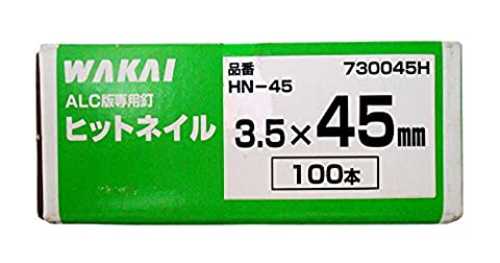 WAKAI
ALC版専用釘
ヒットネイル
品番 730045H
HN-45
3.5×45mm
100本